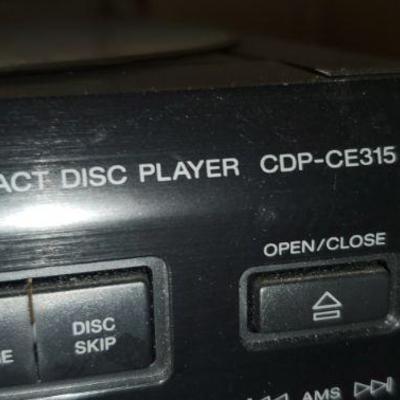 ACT DISC PLAYER CDP-CE315
OPEN/CLOSE
DISC
SKIP
AMS